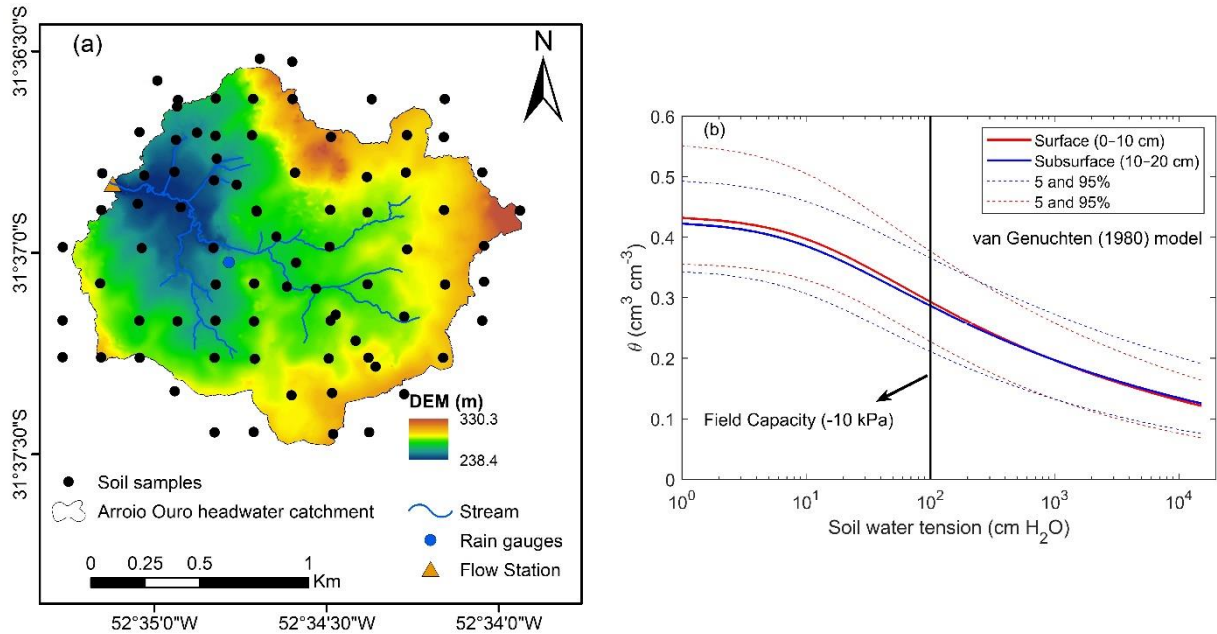 (a)
N
31°36'30"S
31°37'0"S
31°37'30"S
DEM (m)
330.3
238.4
Soil samples
Arroio Ouro headwater catchment
Stream
Rain gauges
Flow Station
0 0.25 0.5 1
Km
52°35'0"W 52°34'30"W 52°34'0"W
(b)
Surface (0–10 cm)
Subsurface (10–20 cm)
5 and 95%
5 and 95%
van Genuchten (1980) model
Field Capacity (-10 kPa)
θ (cm³ cm⁻³)
0.6
0.5
0.4
0.3
0.2
0.1
0
10⁰ 10¹ 10² 10³ 10⁴
Soil water tension (cm H₂O)